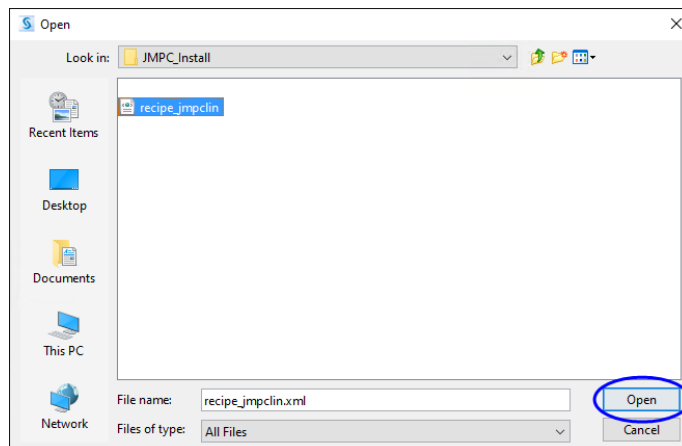 Open
Look in: JMPC_Install
recipe_jmpclin
Recent Items
Desktop
Documents
This PC
Network
File name: recipe_jmpclin.xml Open
Files of type: All Files Cancel